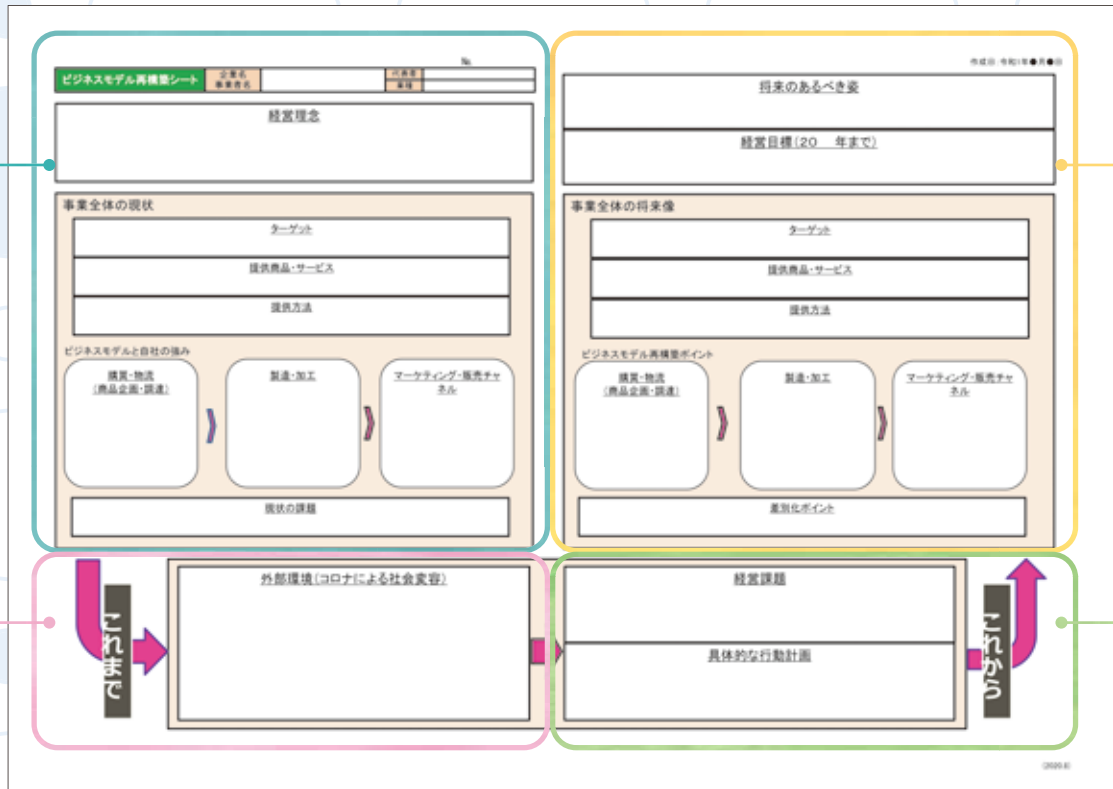 No.
ビジネスモデル再構築シート
企業名
事業者名
代表者
業種
経営理念
事業全体の現状
ターゲット
提供商品・サービス
提供方法
ビジネスモデルと自社の強み
購買・物流
(商品企画・調達)
製造・加工
マーケティング・販売チャ
ネル
現状の課題
作成日:令和1年●月●日
将来のあるべき姿
経営目標(20　年まで)
事業全体の将来像
ターゲット
提供商品・サービス
提供方法
ビジネスモデル再構築ポイント
購買・物流
(商品企画・調達)
製造・加工
マーケティング・販売チャ
ネル
差別化ポイント
これまで
外部環境(コロナによる社会変容)
経営課題
具体的な行動計画
これから